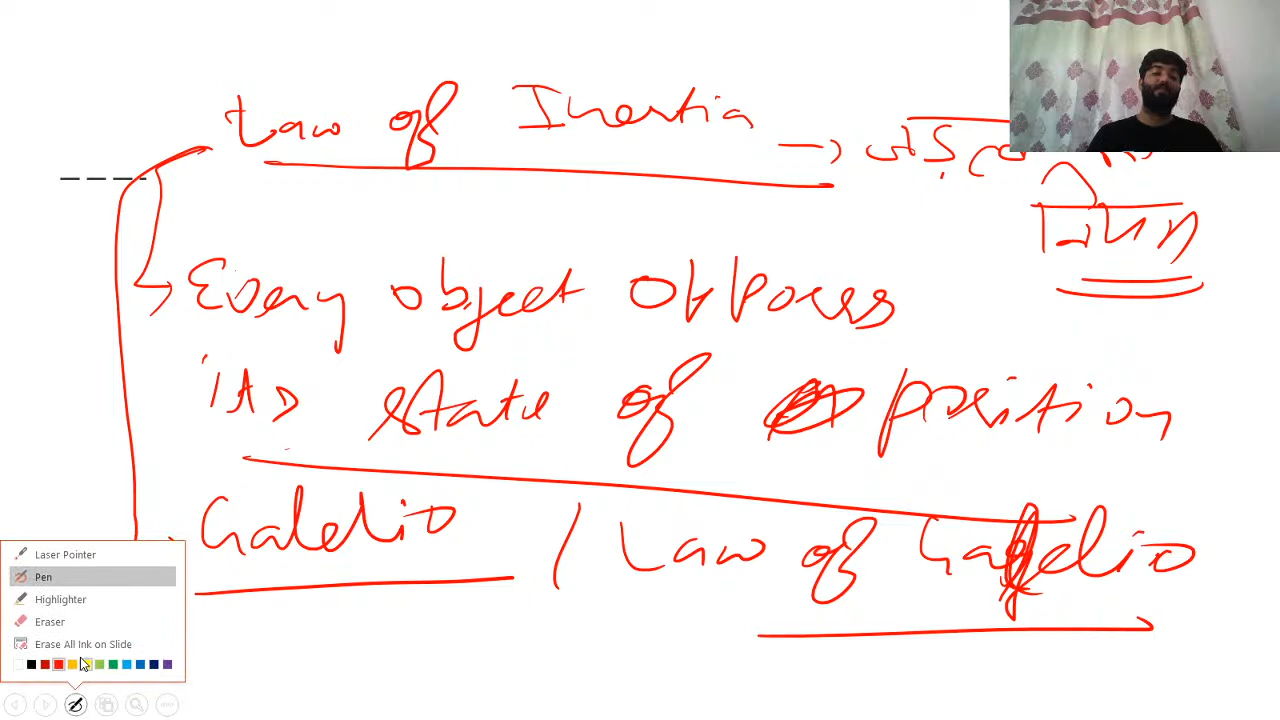 Law of Inertia →
नियम
→ Every object opposes
its state of position
Galelio / Law of Galelio
Laser Pointer
Pen
Highlighter
Eraser
Erase All Ink on Slide